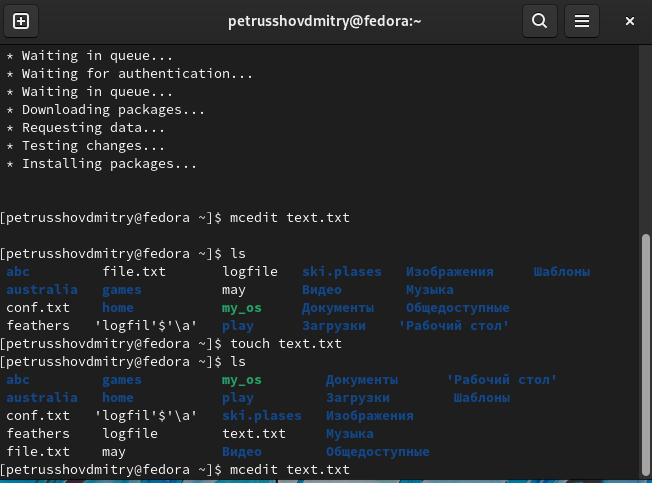 petrusshovdmitry@fedora:~
* Waiting in queue...
* Waiting for authentication...
* Waiting in queue...
* Downloading packages...
* Requesting data...
* Testing changes...
* Installing packages...
[petrusshovdmitry@fedora ~]$ mcedit text.txt
[petrusshovdmitry@fedora ~]$ ls
abc file.txt logfile ski.plases Изображения Шаблоны
australia games may Видео Музыка
conf.txt home my_os Документы Общедоступные
feathers 'logfil'$'\a' play Загрузки 'Рабочий стол'
[petrusshovdmitry@fedora ~]$ touch text.txt
[petrusshovdmitry@fedora ~]$ ls
abc games my_os Документы 'Рабочий стол'
australia home play Загрузки Шаблоны
conf.txt 'logfil'$'\a' ski.plases Изображения
feathers logfile text.txt Музыка
file.txt may Видео Общедоступные
[petrusshovdmitry@fedora ~]$ mcedit text.txt